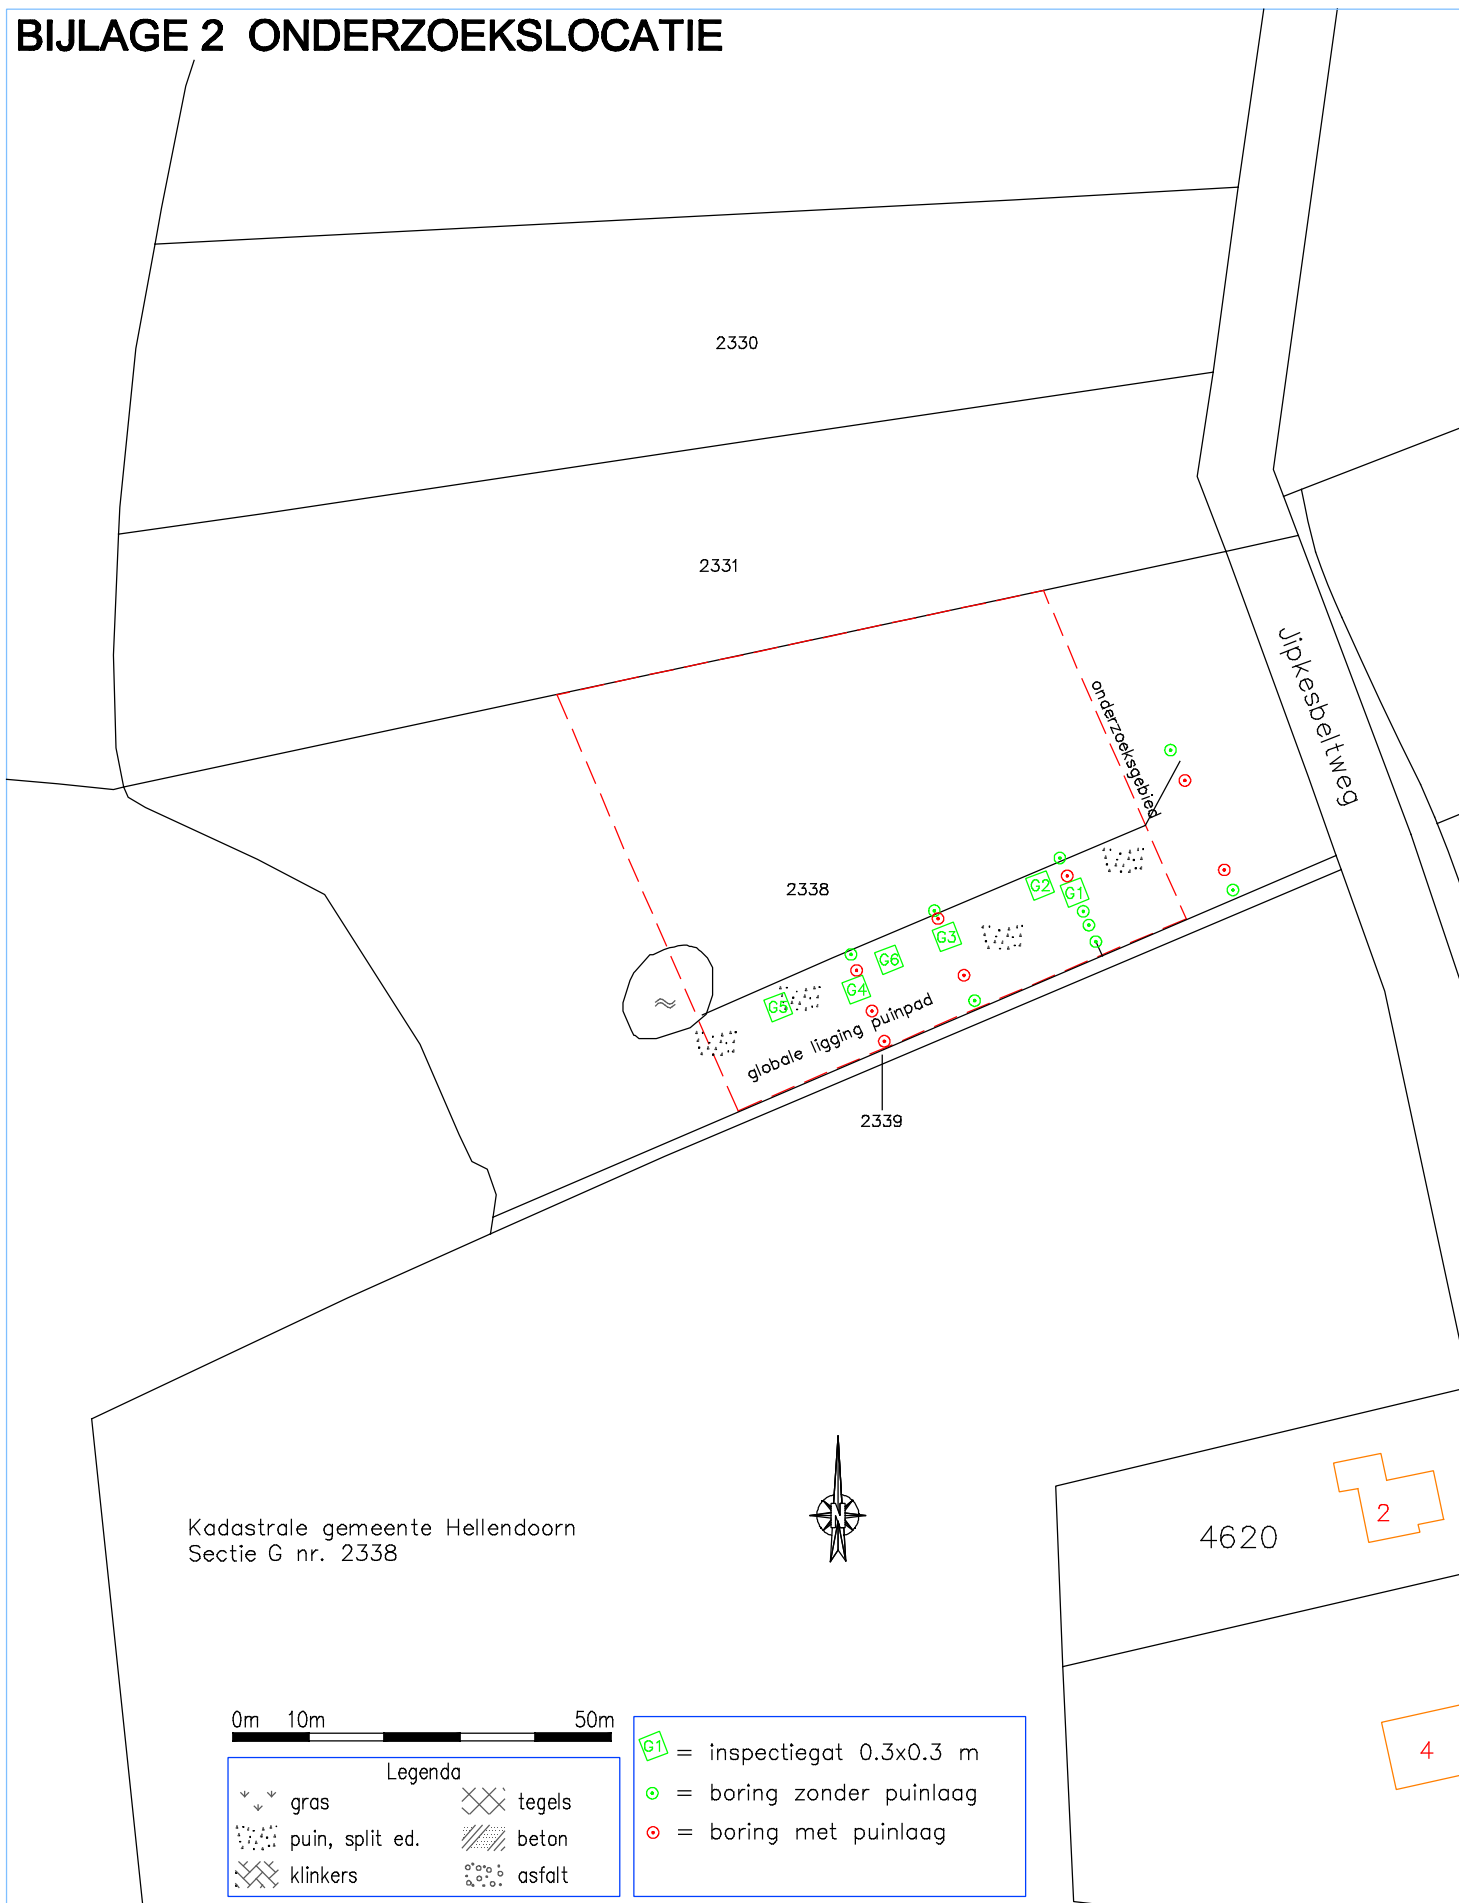 BIJLAGE 2 ONDERZOEKSLOCATIE
2330
2331
Jipkesbeltweg
onderzoeksgebied
2338
G2
G1
G3
G6
G4
G5
globale ligging puinpad
2339
N
Kadastrale gemeente Hellendoorn
Sectie G nr. 2338
4620
2
4
0m 10m 50m
Legenda
gras
tegels
puin, split ed.
beton
klinkers
asfalt
G1 = inspectiegat 0.3x0.3 m
= boring zonder puinlaag
= boring met puinlaag